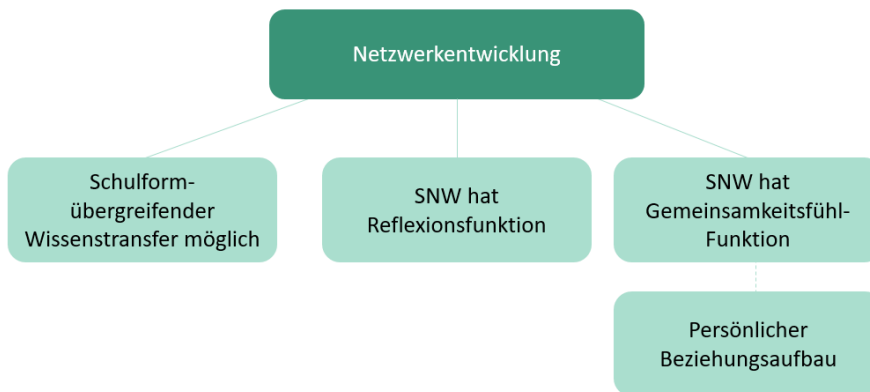 Netzwerkentwicklung
Schulform-
übergreifender
Wissenstransfer möglich
SNW hat
Reflexionsfunktion
SNW hat
Gemeinsamkeitsfühl-
Funktion
Persönlicher
Beziehungsaufbau